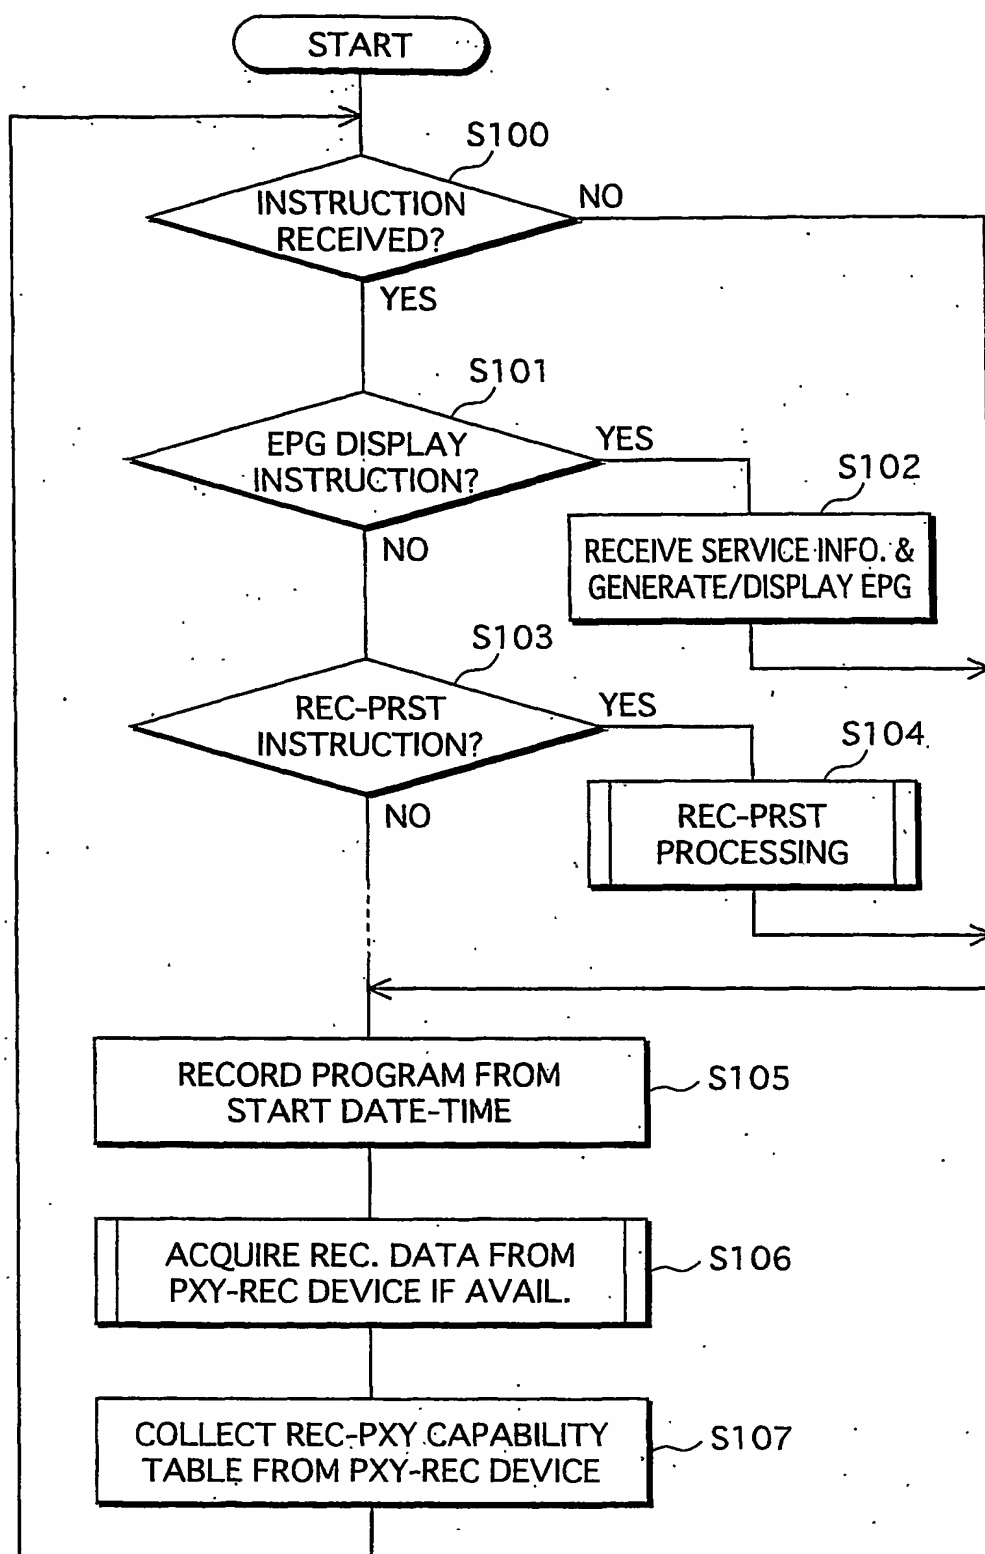 START
S100
INSTRUCTION
RECEIVED?
NO
YES
S101
EPG DISPLAY
INSTRUCTION?
YES
NO
S102
RECEIVE SERVICE INFO. &
GENERATE/DISPLAY EPG
S103
REC-PRST
INSTRUCTION?
YES
NO
S104
REC-PRST
PROCESSING
RECORD PROGRAM FROM
START DATE-TIME
S105
ACQUIRE REC. DATA FROM
PXY-REC DEVICE IF AVAIL.
S106
COLLECT REC-PXY CAPABILITY
TABLE FROM PXY-REC DEVICE
S107